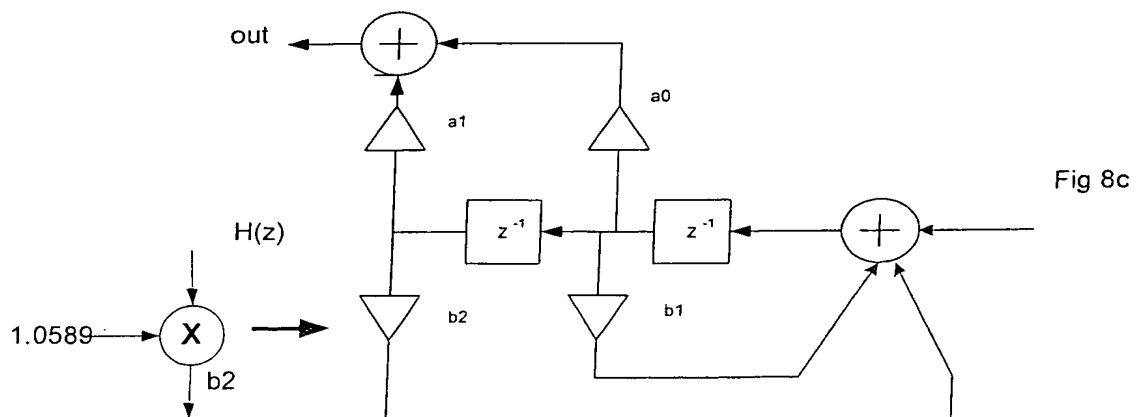 out
+
a1
a0
Fig 8c
H(z)
z⁻¹
z⁻¹
+
1.0589
X
b2
b2
b1